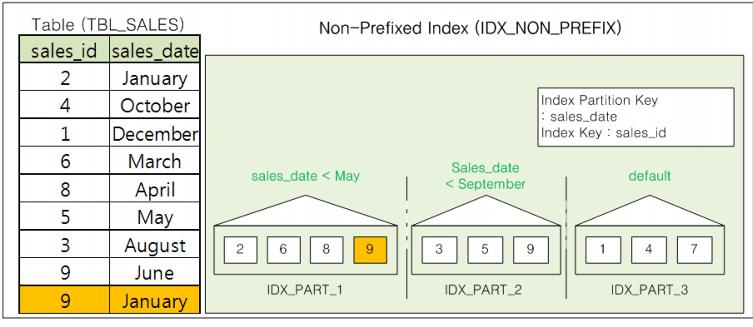 Table (TBL_SALES)
sales_id sales_date
2 January
4 October
1 December
6 March
8 April
5 May
3 August
9 June
9 January
Non-Prefixed Index (IDX_NON_PREFIX)
Index Partition Key
: sales_date
Index Key : sales_id
sales_date < May
Sales_date
< September
default
2 6 8 9
3 5 9
1 4 7
IDX_PART_1
IDX_PART_2
IDX_PART_3